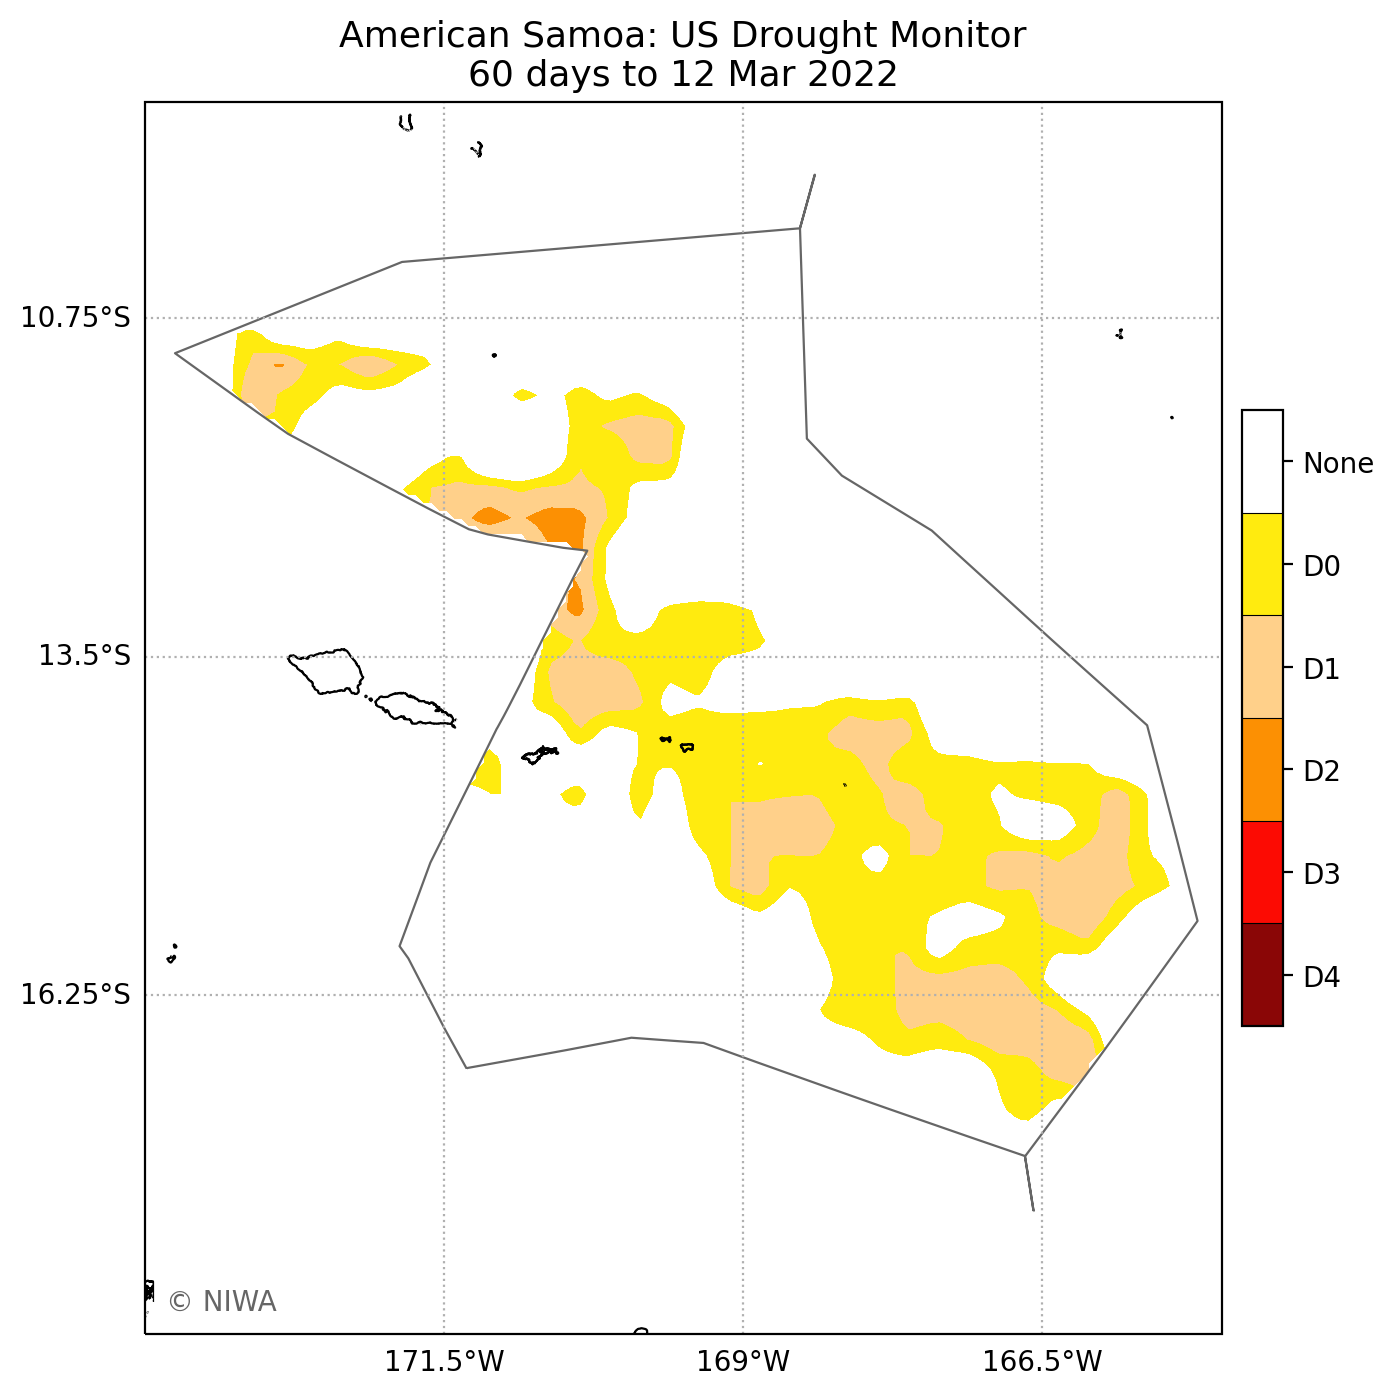 American Samoa: US Drought Monitor
60 days to 12 Mar 2022
10.75°S
13.5°S
16.25°S
171.5°W
169°W
166.5°W
None
D0
D1
D2
D3
D4
© NIWA